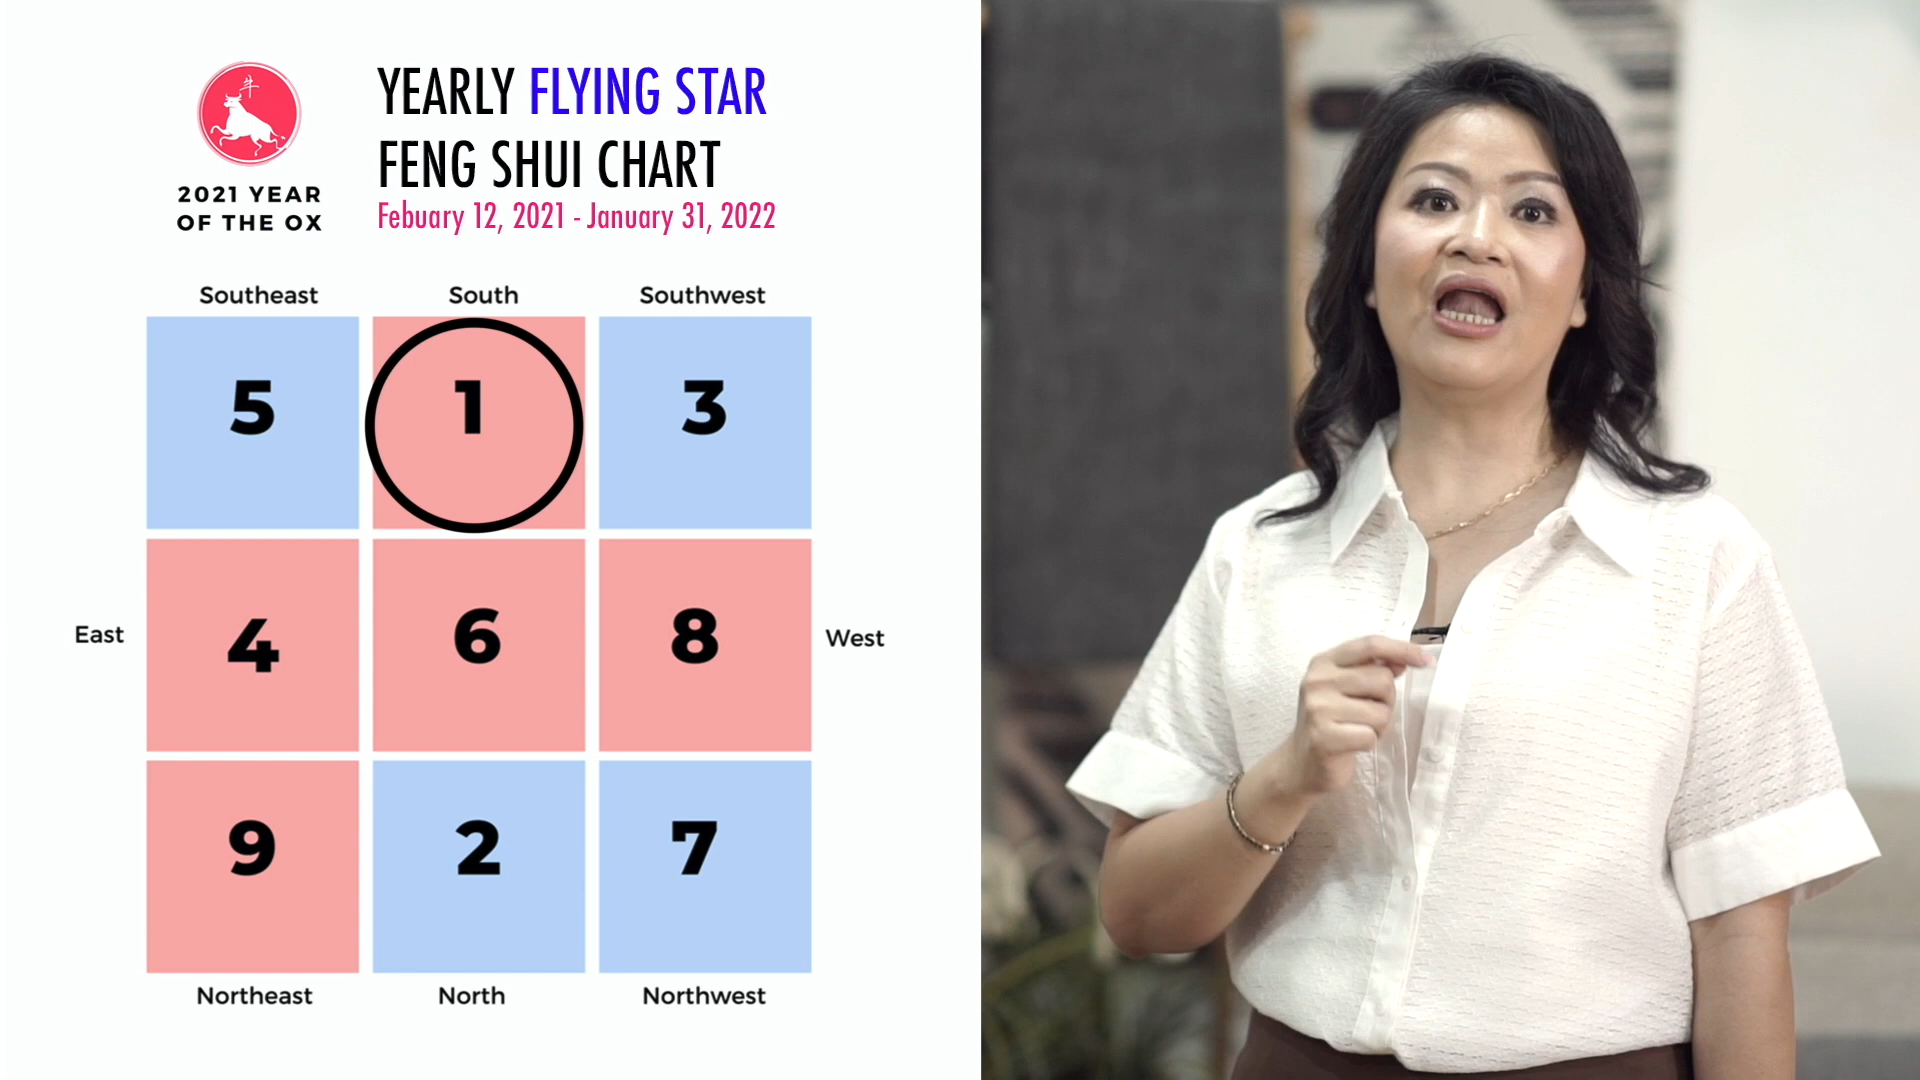 牛
2021 YEAR
OF THE OX
YEARLY FLYING STAR
FENG SHUI CHART
Febuary 12, 2021 - January 31, 2022
Southeast South Southwest
5 1 3
East 4 6 8 West
9 2 7
Northeast North Northwest